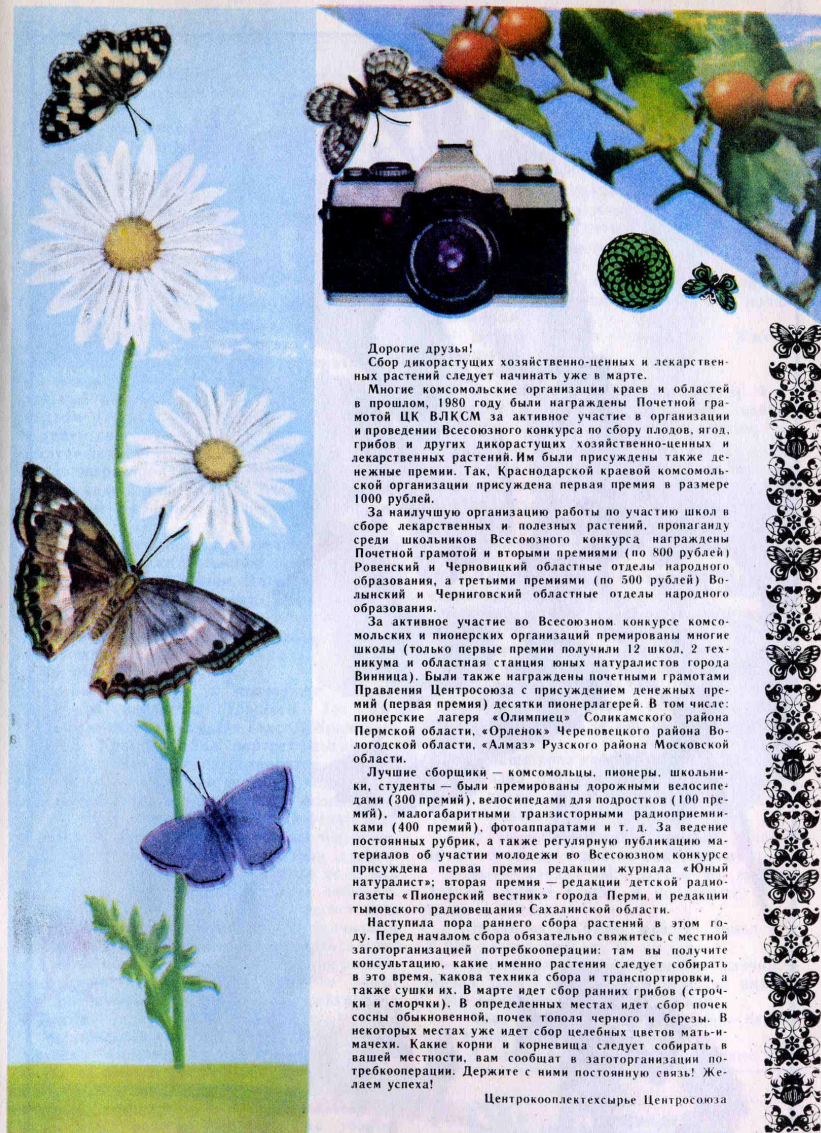 Дорогие друзья!
Сбор дикорастущих хозяйственно-ценных и лекарствен-
ных растений следует начинать уже в марте.
Многие комсомольские организации краев и областей
в прошлом, 1980 году были награждены Почетной гра-
мотой ЦК ВЛКСМ за активное участие в организации
и проведении Всесоюзного конкурса по сбору плодов, ягод,
грибов и других дикорастущих хозяйственно-ценных и
лекарственных растений. Им были присуждены также де-
нежные премии. Так, Краснодарской краевой комсомоль-
ской организации присуждена первая премия в размере
1000 рублей.
За наилучшую организацию работы по участию школ в
сборе лекарственных и полезных растений, пропаганду
среди школьников Всесоюзного конкурса награждены
Почетной грамотой и вторыми премиями (по 800 рублей)
Ровенский и Черновицкий областные отделы народного
образования, а третьими премиями (по 500 рублей) Во-
лынский и Черниговский областные отделы народного
образования.
За активное участие во Всесоюзном конкурсе комсо-
мольских и пионерских организаций премированы многие
школы (только первые премии получили 12 школ, 2 тех-
никума и областная станция юных натуралистов города
Винница). Были также награждены почетными грамотами
Правления Центросоюза с присуждением денежных пре-
мий (первая премия) десятки пионерлагерей. В том числе:
пионерские лагеря «Олимпиец» Соликамского района
Пермской области, «Орленок» Череповецкого района Во-
логодской области, «Алмаз» Рузского района Московской
области.
Лучшие сборщики — комсомольцы, пионеры, школьни-
ки, студенты — были премированы дорожными велосипе-
дами (300 премий), велосипедами для подростков (100 пре-
мий), малогабаритными транзисторными радиоприемни-
ками (400 премий), фотоаппаратами и т. д. За ведение
постоянных рубрик, а также регулярную публикацию ма-
териалов об участии молодежи во Всесоюзном конкурсе
присуждена первая премия редакции журнала «Юный
натуралист»; вторая премия — редакции детской радио-
газеты «Пионерский вестник» города Перми и редакции
тымовского радиовещания Сахалинской области.
Наступила пора раннего сбора растений в этом го-
ду. Перед началом сбора обязательно свяжитесь с местной
заготорганизацией потребкооперации: там вы получите
консультацию, какие именно растения следует собирать
в это время, какова техника сбора и транспортировки, а
также сушки их. В марте идет сбор ранних грибов (строч-
ки и сморчки). В определенных местах идет сбор почек
сосны обыкновенной, почек тополя черного и березы. В
некоторых местах уже идет сбор целебных цветов мать-и-
мачехи. Какие корни и корневища следует собирать в
вашей местности, вам сообщат в заготорганизации по-
требкооперации. Держите с ними постоянную связь! Же-
лаем успеха!
Центрокооплектехсырье Центросоюза